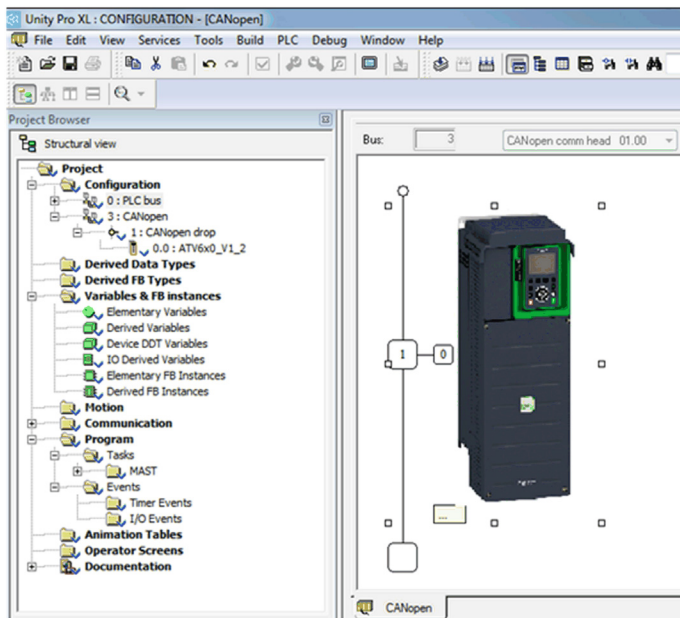 Unity Pro XL : CONFIGURATION - [CANopen]
File Edit View Services Tools Build PLC Debug Window Help
Project Browser
Structural view
Project
Configuration
0 : PLC bus
3 : CANopen
1 : CANopen drop
0.0 : ATV6x0_V1_2
Derived Data Types
Derived FB Types
Variables & FB instances
Elementary Variables
Derived Variables
Device DDT Variables
IO Derived Variables
Elementary FB Instances
Derived FB Instances
Motion
Communication
Program
Tasks
MAST
Events
Timer Events
I/O Events
Animation Tables
Operator Screens
Documentation
Bus: 3 CANopen comm head 01.00
1 0
...
CANopen